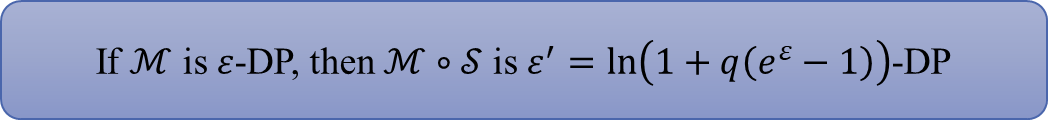 If ℳ is ε-DP, then ℳ ∘ 𝒮 is ε′ = ln(1 + q(e^ε − 1))-DP